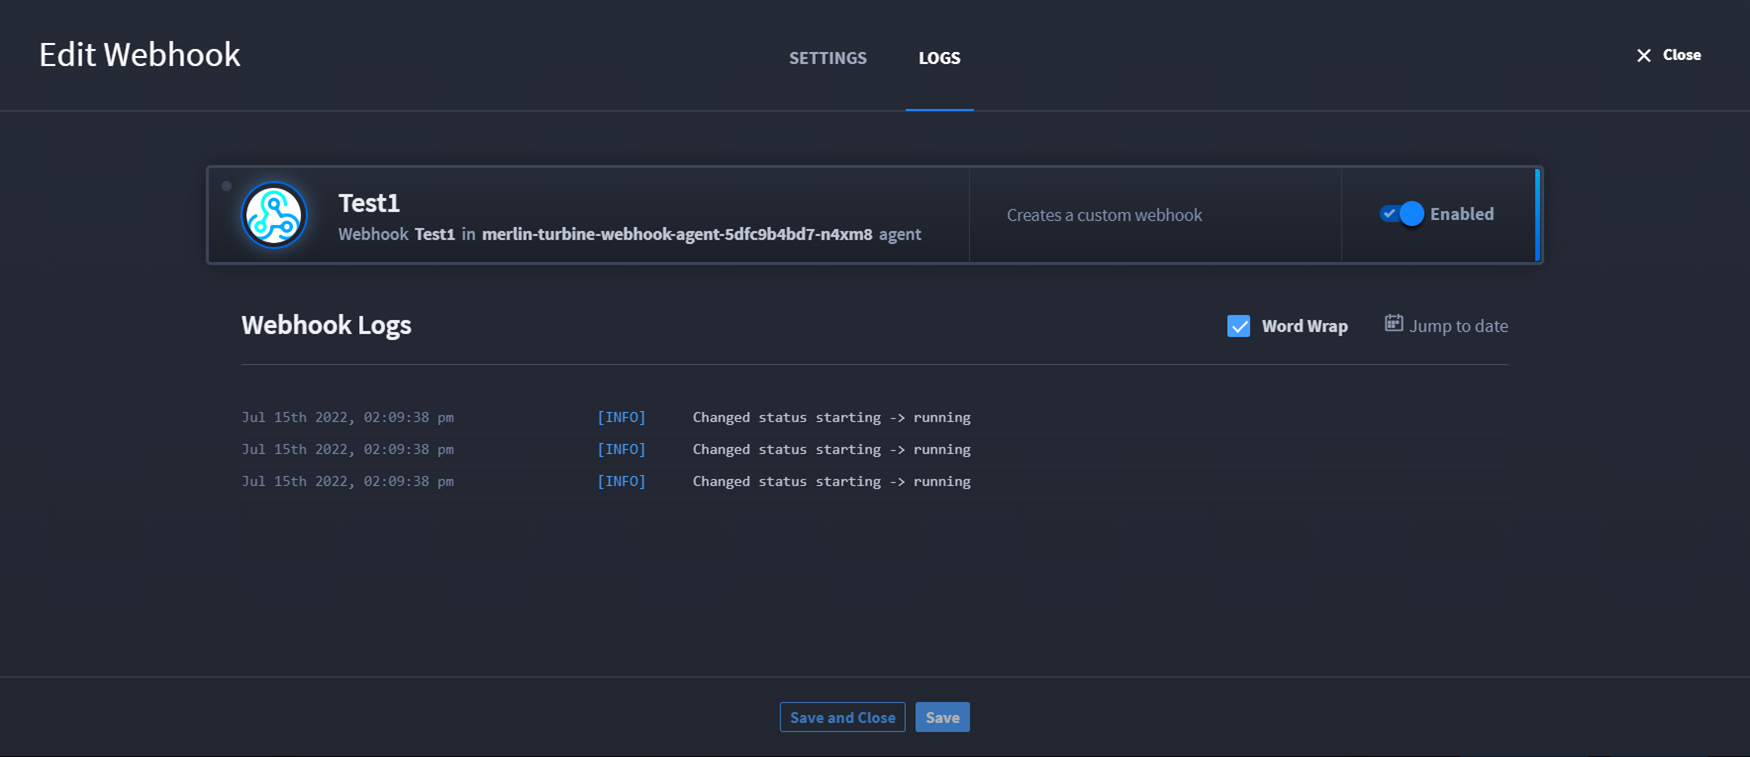 Edit Webhook
SETTINGS
LOGS
Close
Test1
Webhook Test1 in merlin-turbine-webhook-agent-5dfc9b4bd7-n4xm8 agent
Creates a custom webhook
Enabled
Webhook Logs
Word Wrap
Jump to date
Jul 15th 2022, 02:09:38 pm [INFO] Changed status starting -> running
Jul 15th 2022, 02:09:38 pm [INFO] Changed status starting -> running
Jul 15th 2022, 02:09:38 pm [INFO] Changed status starting -> running
Save and Close
Save